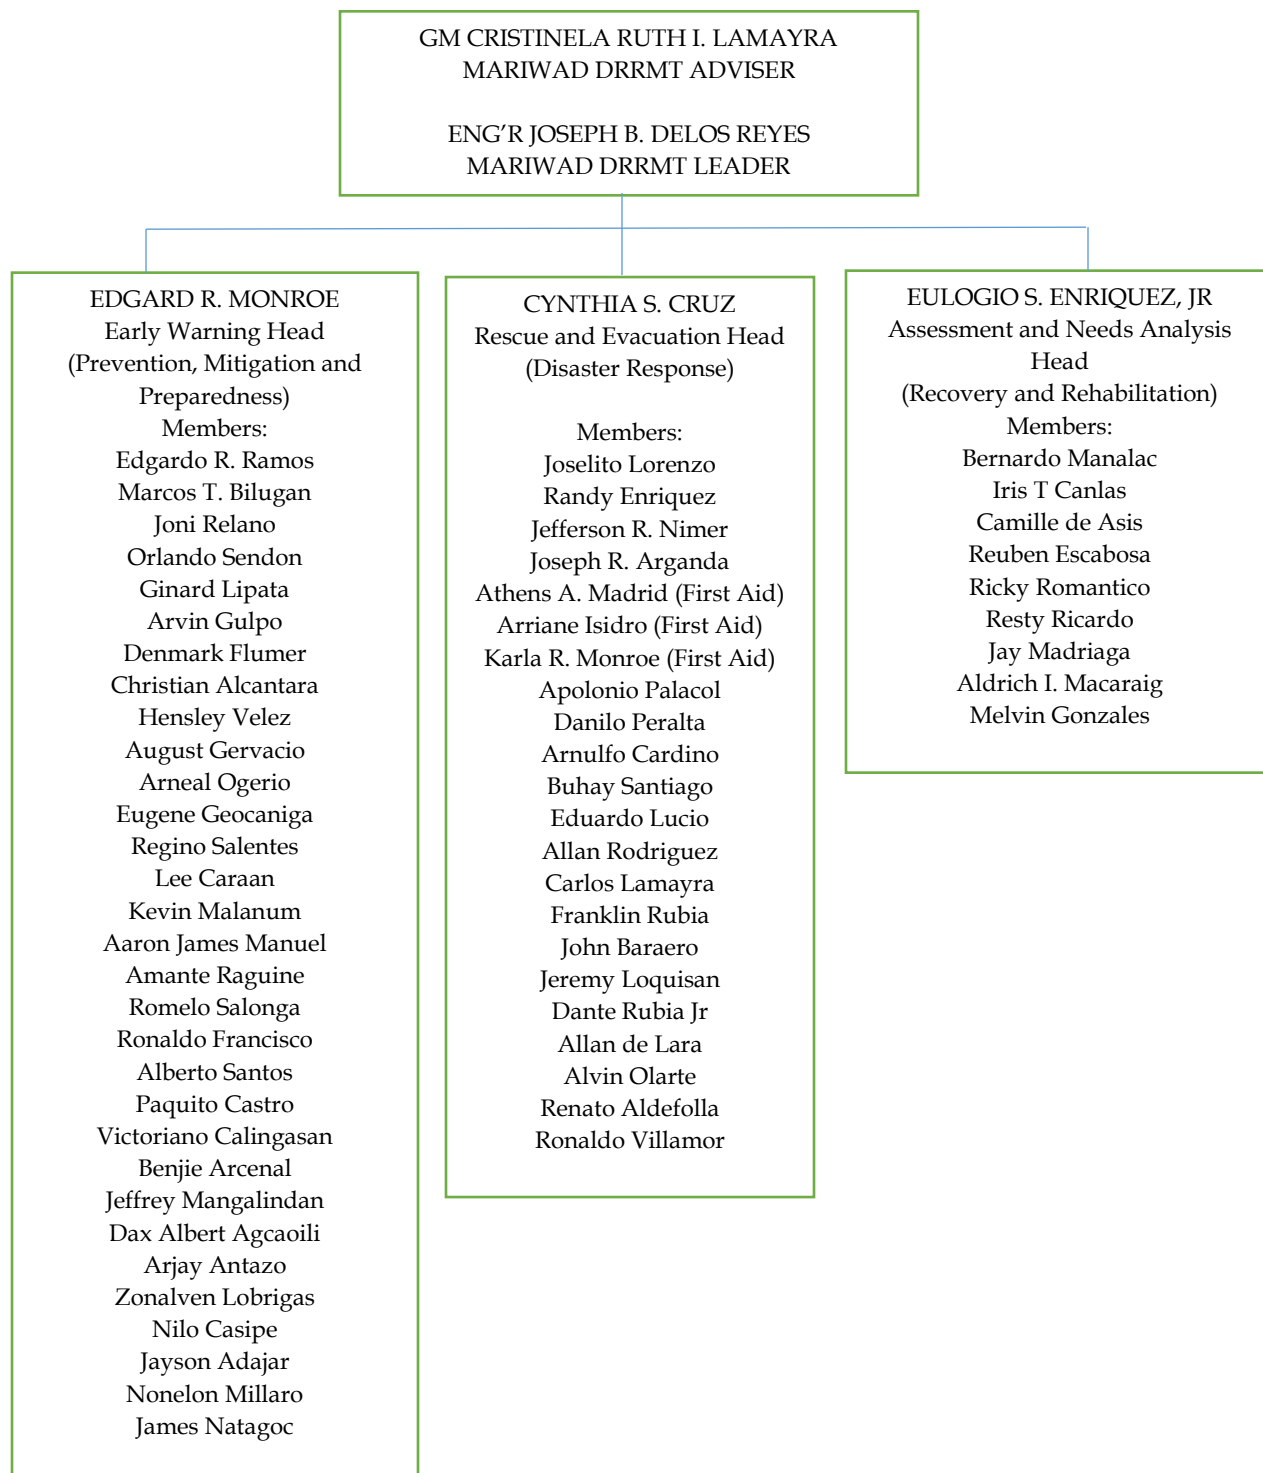 GM CRISTINELA RUTH I. LAMAYRA
MARIWAD DRRMT ADVISER
ENG’R JOSEPH B. DELOS REYES
MARIWAD DRRMT LEADER
EDGARD R. MONROE
Early Warning Head
(Prevention, Mitigation and
Preparedness)
Members:
Edgardo R. Ramos
Marcos T. Bilugan
Joni Relano
Orlando Sendon
Ginard Lipata
Arvin Gulpo
Denmark Flumer
Christian Alcantara
Hensley Velez
August Gervacio
Arneal Ogerio
Eugene Geocaniga
Regino Salentes
Lee Caraan
Kevin Malanum
Aaron James Manuel
Amante Raguine
Romelo Salonga
Ronaldo Francisco
Alberto Santos
Paquito Castro
Victoriano Calingasan
Benjie Arcenal
Jeffrey Mangalindan
Dax Albert Agcaoili
Arjay Antazo
Zonalven Lobrigas
Nilo Casipe
Jayson Adajar
Nonelon Millaro
James Natagoc
CYNTHIA S. CRUZ
Rescue and Evacuation Head
(Disaster Response)
Members:
Joselito Lorenzo
Randy Enriquez
Jefferson R. Nimer
Joseph R. Arganda
Athens A. Madrid (First Aid)
Arriane Isidro (First Aid)
Karla R. Monroe (First Aid)
Apolonio Palacol
Danilo Peralta
Arnulfo Cardino
Buhay Santiago
Eduardo Lucio
Allan Rodriguez
Carlos Lamayra
Franklin Rubia
John Baraero
Jeremy Loquisan
Dante Rubia Jr
Allan de Lara
Alvin Olarte
Renato Aldefolla
Ronaldo Villamor
EULOGIO S. ENRIQUEZ, JR
Assessment and Needs Analysis
Head
(Recovery and Rehabilitation)
Members:
Bernardo Manalac
Iris T Canlas
Camille de Asis
Reuben Escabosa
Ricky Romantico
Resty Ricardo
Jay Madriaga
Aldrich I. Macaraig
Melvin Gonzales